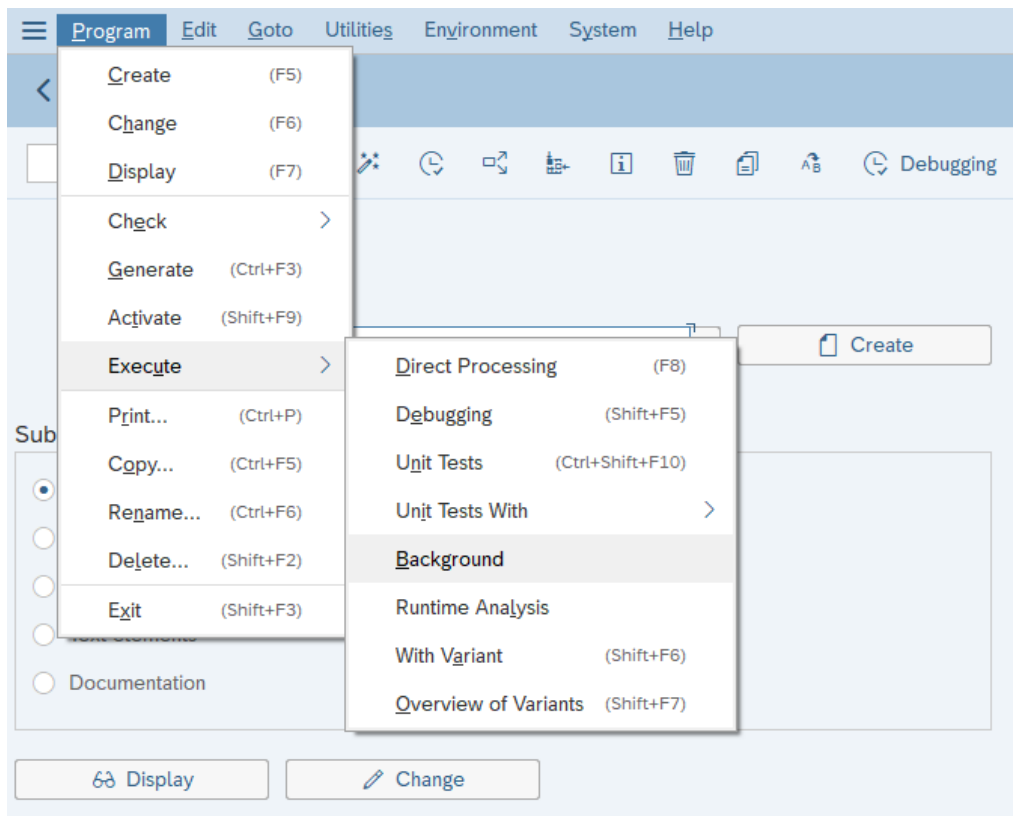 Program Edit Goto Utilities Environment System Help
Create (F5)
Change (F6)
Display (F7)
Debugging
Check
Generate (Ctrl+F3)
Activate (Shift+F9)
Execute
Create
Direct Processing (F8)
Debugging (Shift+F5)
Unit Tests (Ctrl+Shift+F10)
Unit Tests With
Background
Runtime Analysis
With Variant (Shift+F6)
Overview of Variants (Shift+F7)
Print... (Ctrl+P)
Copy... (Ctrl+F5)
Rename... (Ctrl+F6)
Delete... (Shift+F2)
Exit (Shift+F3)
Sub
Documentation
Display
Change